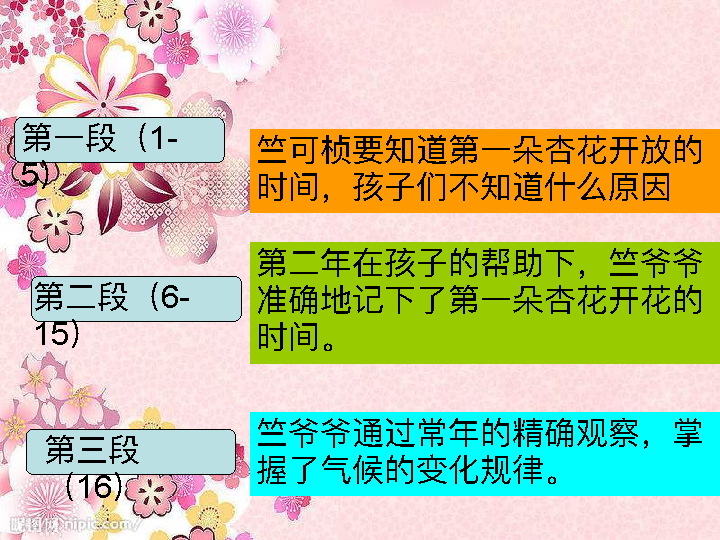 第一段（1-
5）
竺可桢要知道第一朵杏花开放的
时间，孩子们不知道什么原因
第二段（6-
15）
第二年在孩子的帮助下，竺爷爷
准确地记下了第一朵杏花开花的
时间。
第三段
（16）
竺爷爷通过常年的精确观察，掌
握了气候的变化规律。
昵图网 nipic.com/